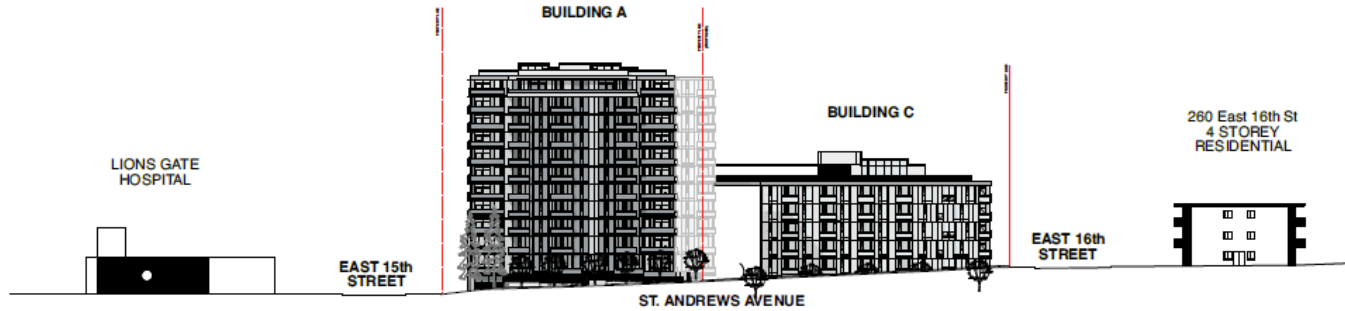 BUILDING A
BUILDING C
260 East 16th St
4 STOREY
RESIDENTIAL
LIONS GATE
HOSPITAL
EAST 15th
STREET
EAST 16th
STREET
ST. ANDREWS AVENUE